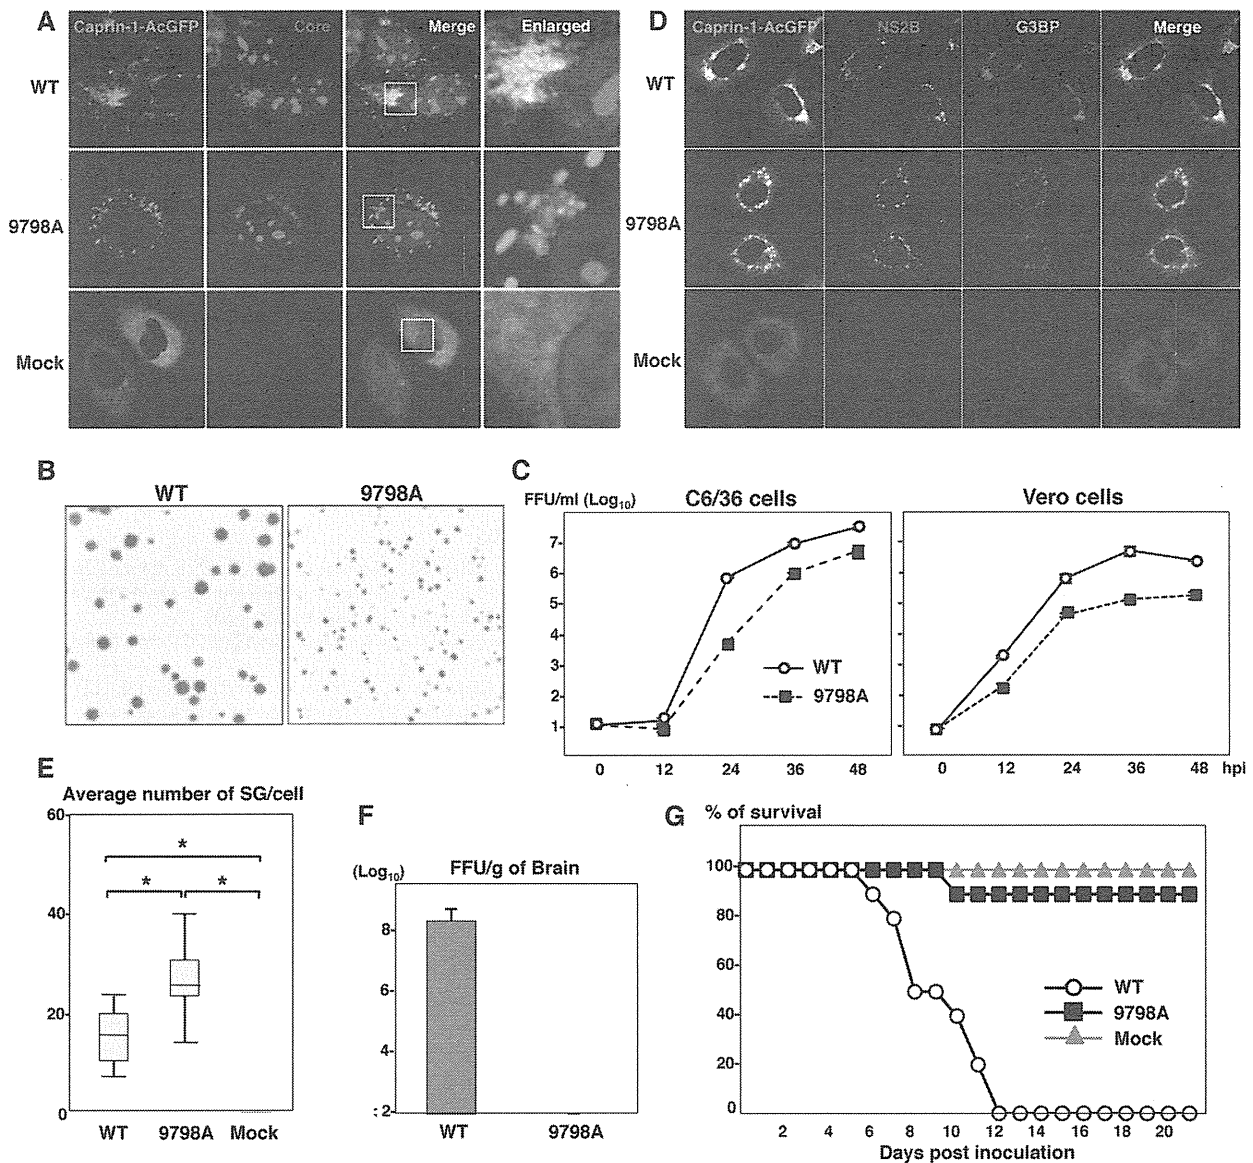 A
Caprin-1-AcGFP Core Merge Enlarged
WT
9798A
Mock
D
Caprin-1-AcGFP NS2B G3BP Merge
WT
9798A
Mock
B
WT 9798A
C
FFU/ml (Log10) C6/36 cells Vero cells
7
6
5
4
3
2
1
WT
9798A
0 12 24 36 48
0 12 24 36 48 hpi
E
Average number of SG/cell
60
40
20
0
*
* *
WT 9798A Mock
F
(Log10) FFU/g of Brain
8
6
4
2
WT 9798A
G
% of survival
100
80
60
40
20
0
WT
9798A
Mock
2 4 6 8 10 12 14 16 18 20
Days post inoculation